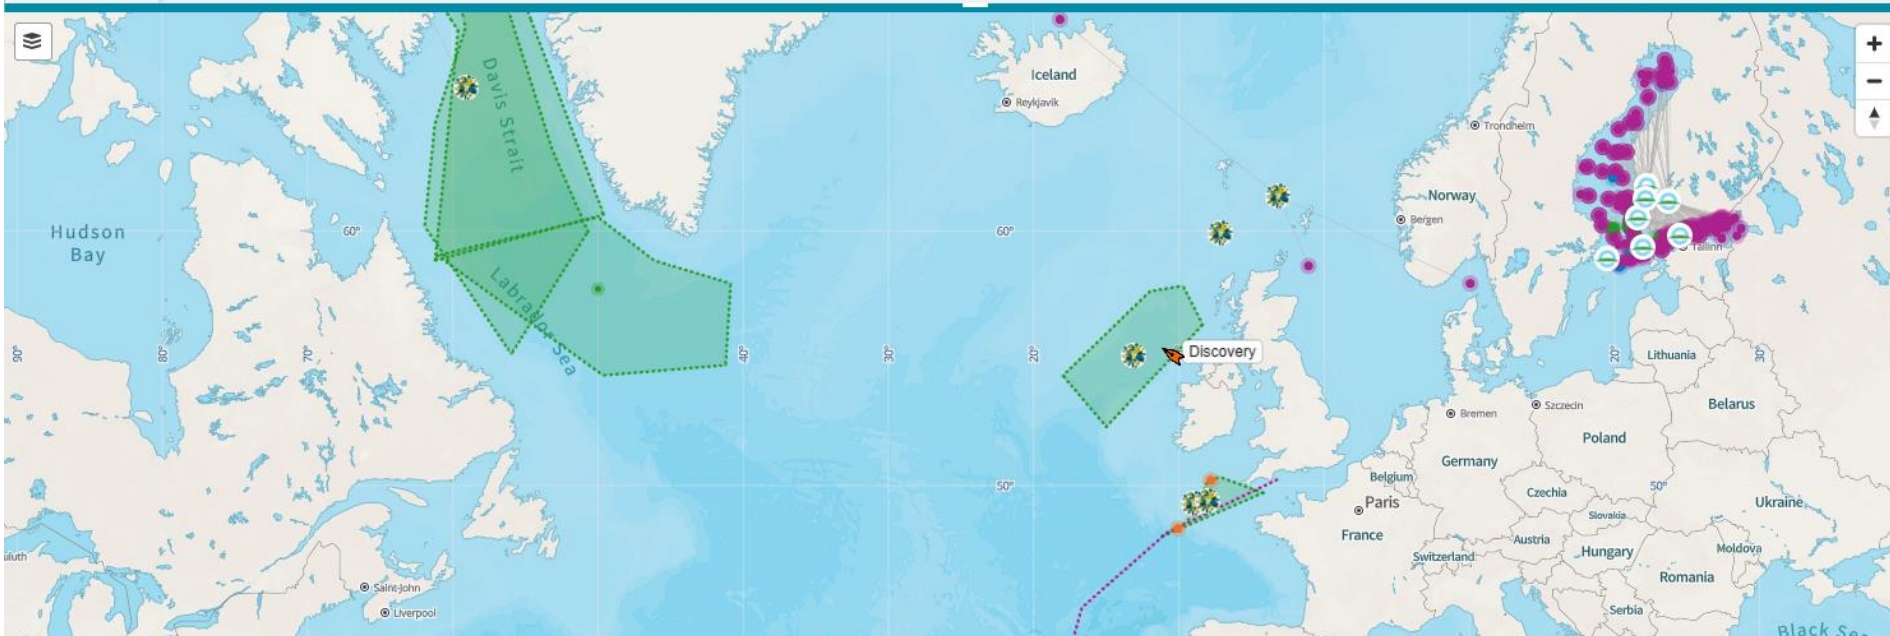 Iceland
Reykjavik
Davis Strait
Trondheim
Norway
Bergen
Hudson
Bay
60°
60°
Tallinn
Labrador Sea
90°
80°
70°
40°
30°
20°
20°
30°
Discovery
Lithuania
Belarus
Bremen
Szczecin
Poland
Germany
Belgium
50°
50°
Czechia
Ukraine
Paris
Slovakia
France
Austria
Hungary
Moldova
Switzerland
Romania
uluth
Saint-John
Liverpool
Serbia
Black Sea